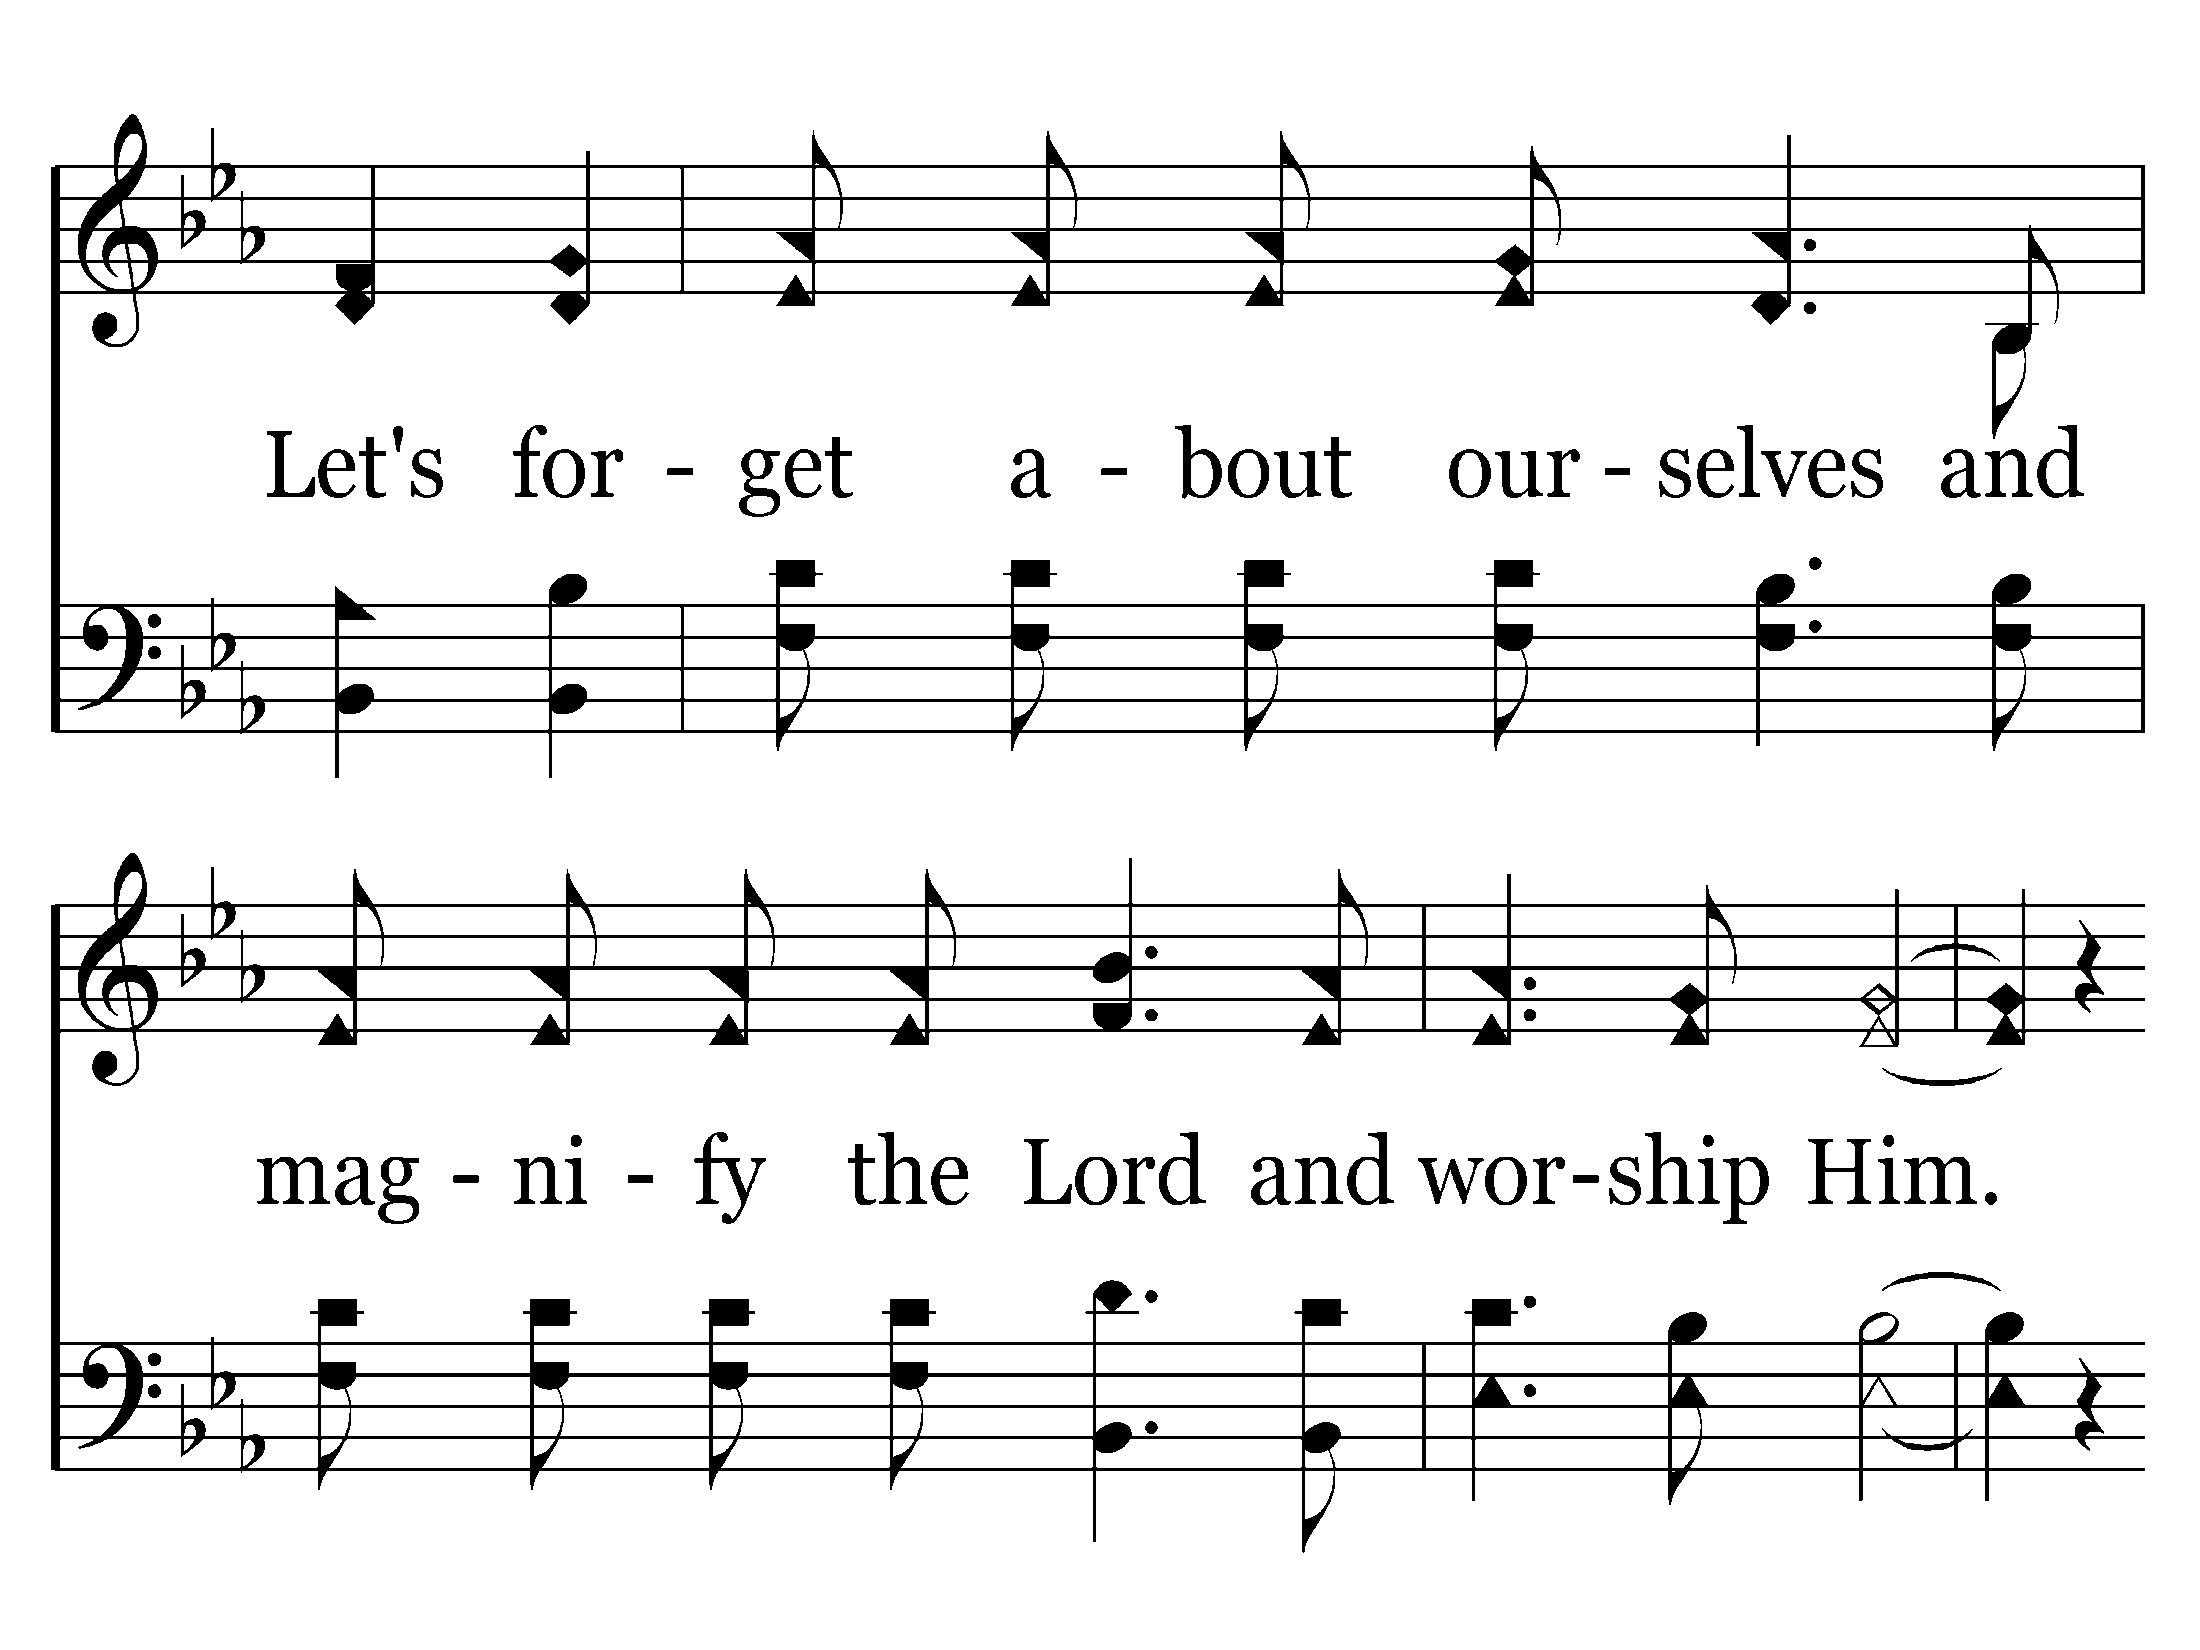 Let's for - get a - bout our - selves and
mag - ni - fy the Lord and wor - ship Him.